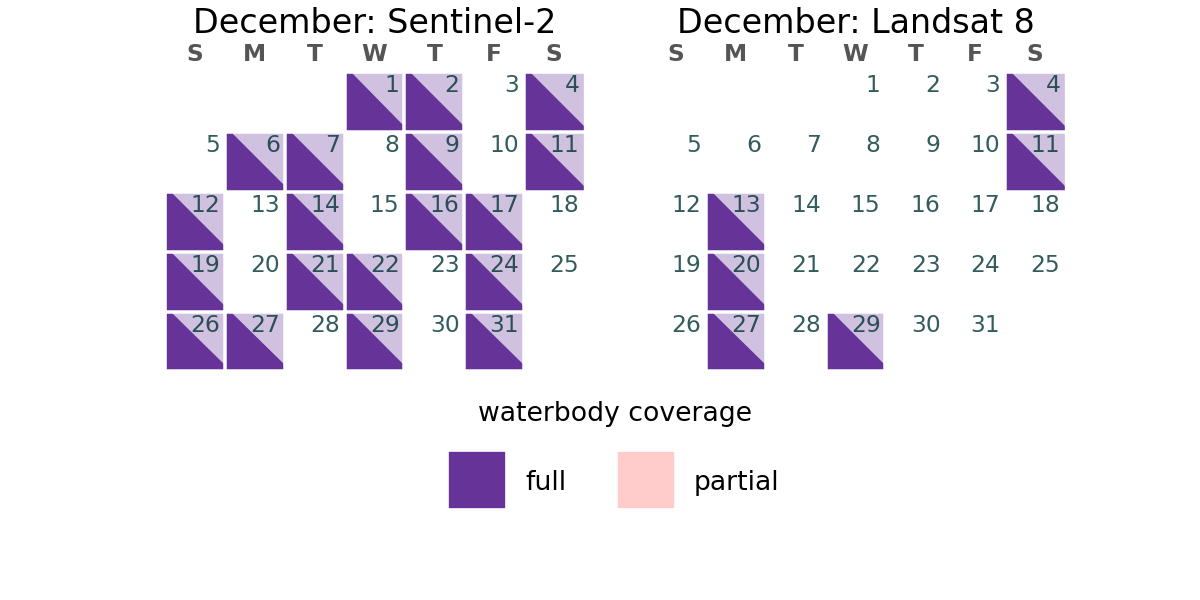 December: Sentinel-2
S M T W T F S
1 2 3 4
5 6 7 8 9 10 11
12 13 14 15 16 17 18
19 20 21 22 23 24 25
26 27 28 29 30 31
December: Landsat 8
S M T W T F S
1 2 3 4
5 6 7 8 9 10 11
12 13 14 15 16 17 18
19 20 21 22 23 24 25
26 27 28 29 30 31
waterbody coverage
full
partial